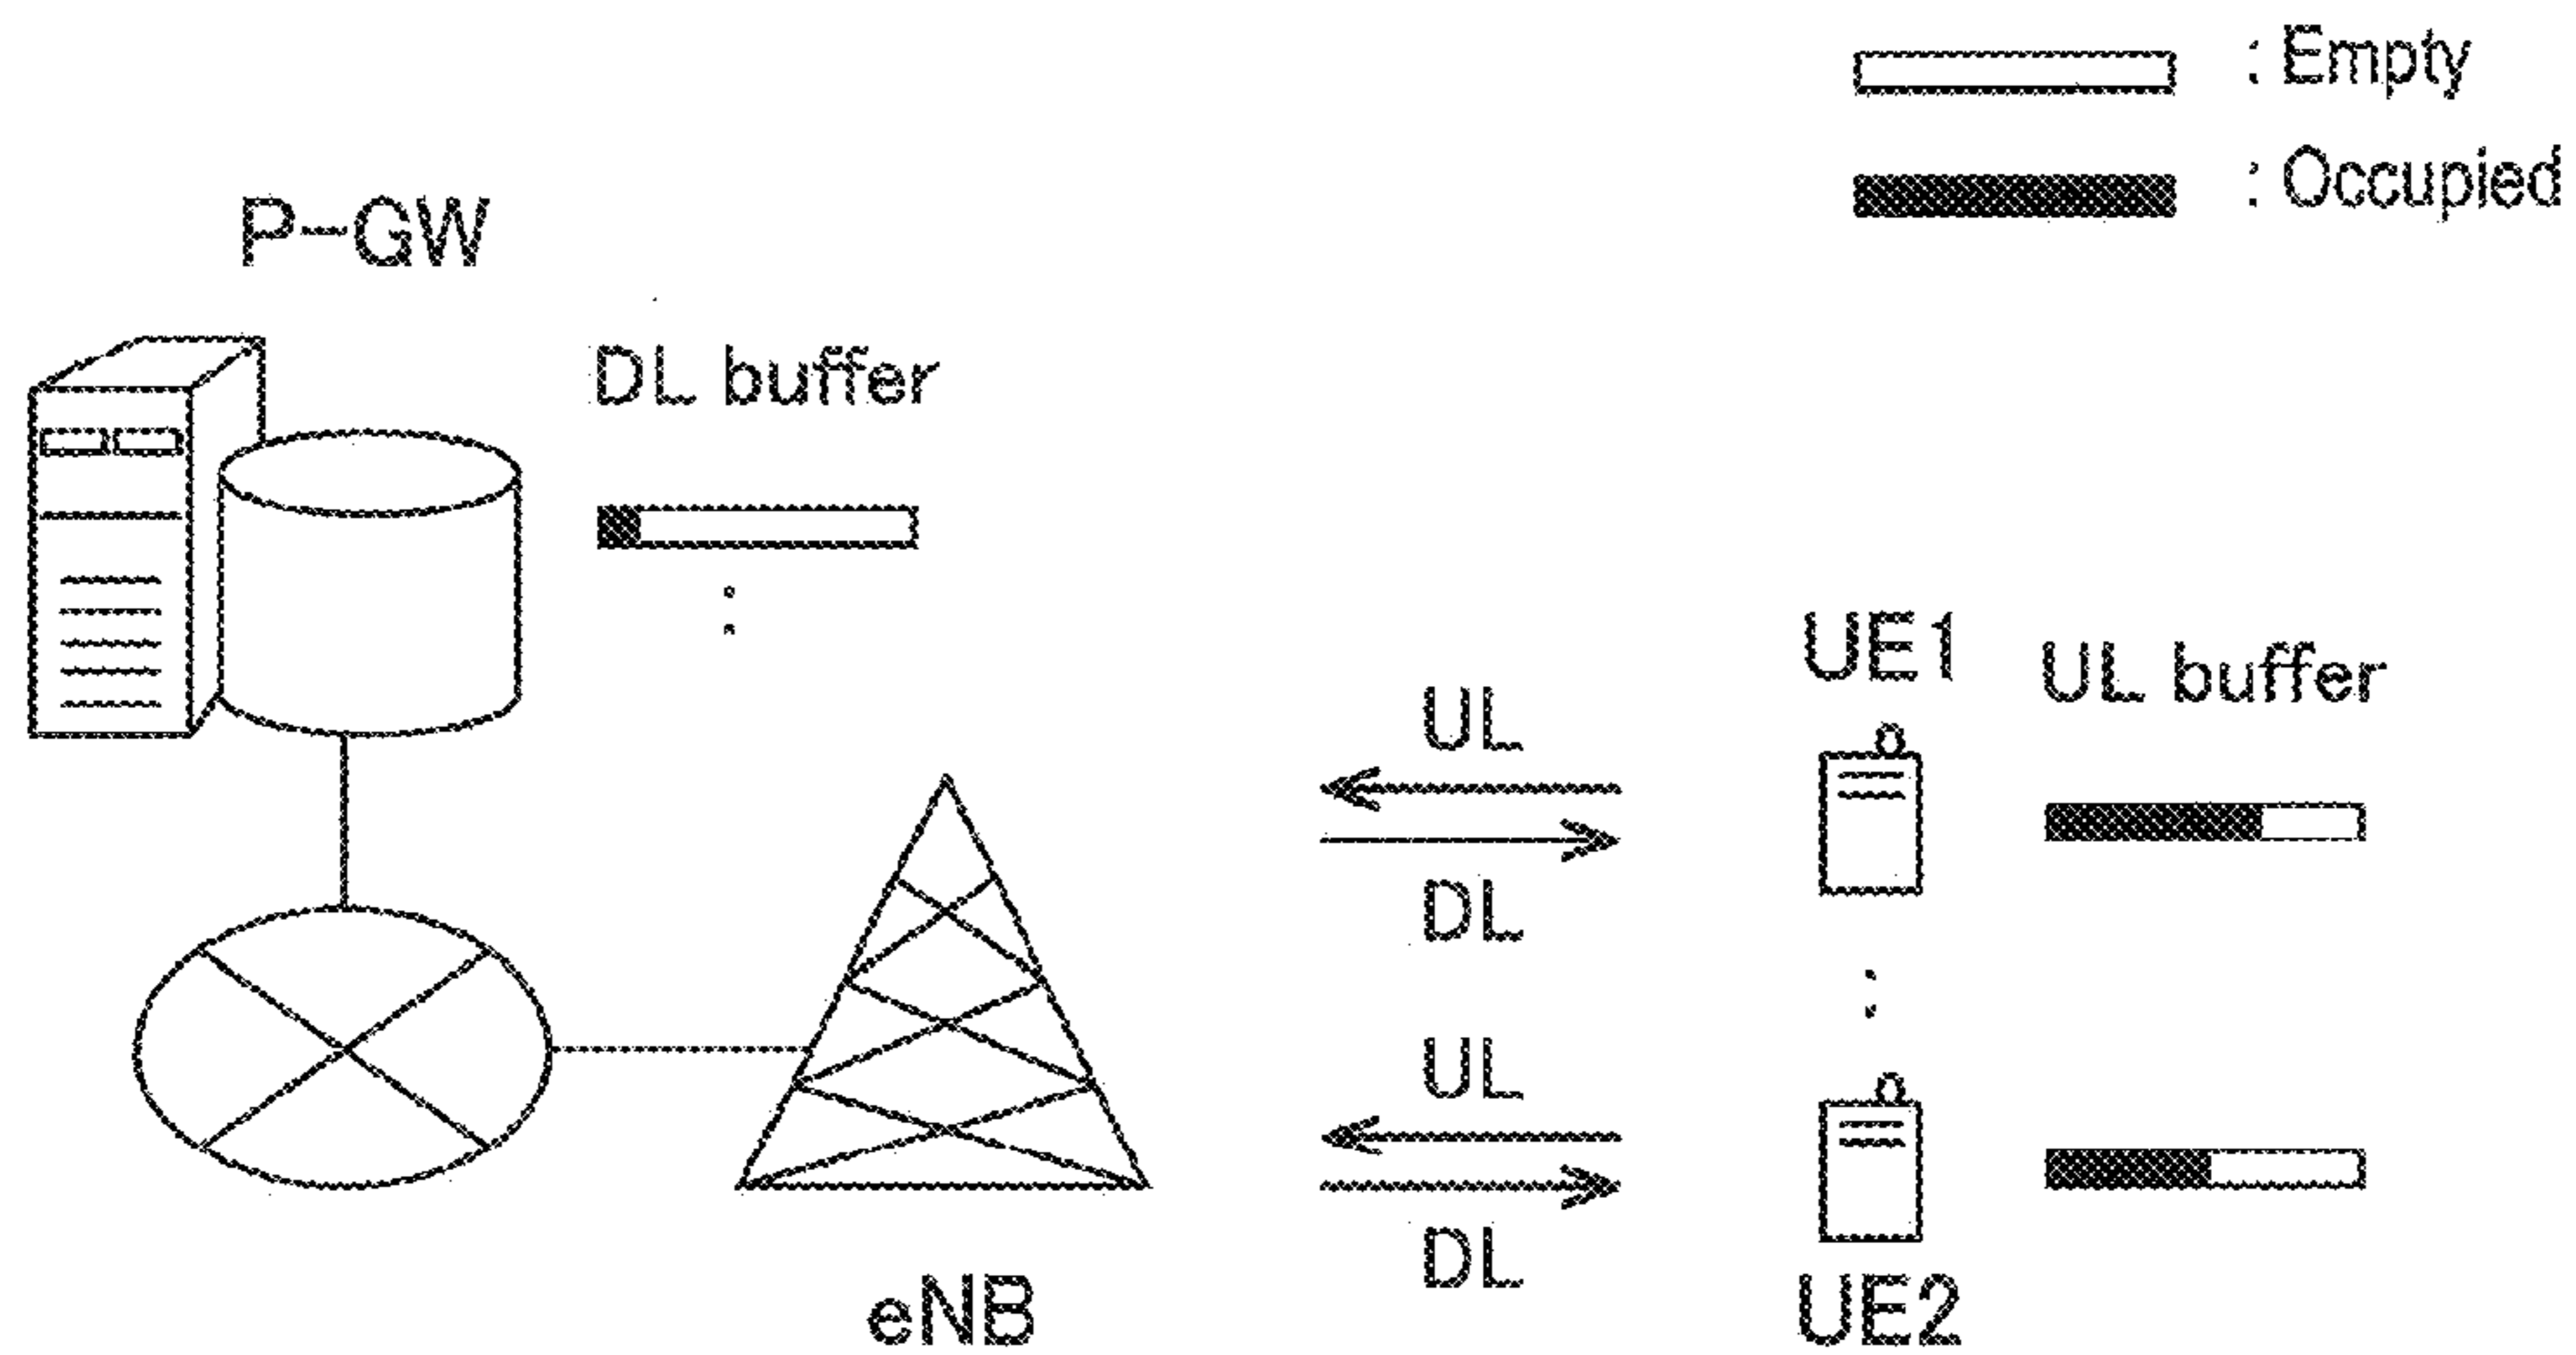 : Empty
: Occupied
P-GW
DL buffer
UE1
UL buffer
UL
DL
UL
DL
eNB
UE2